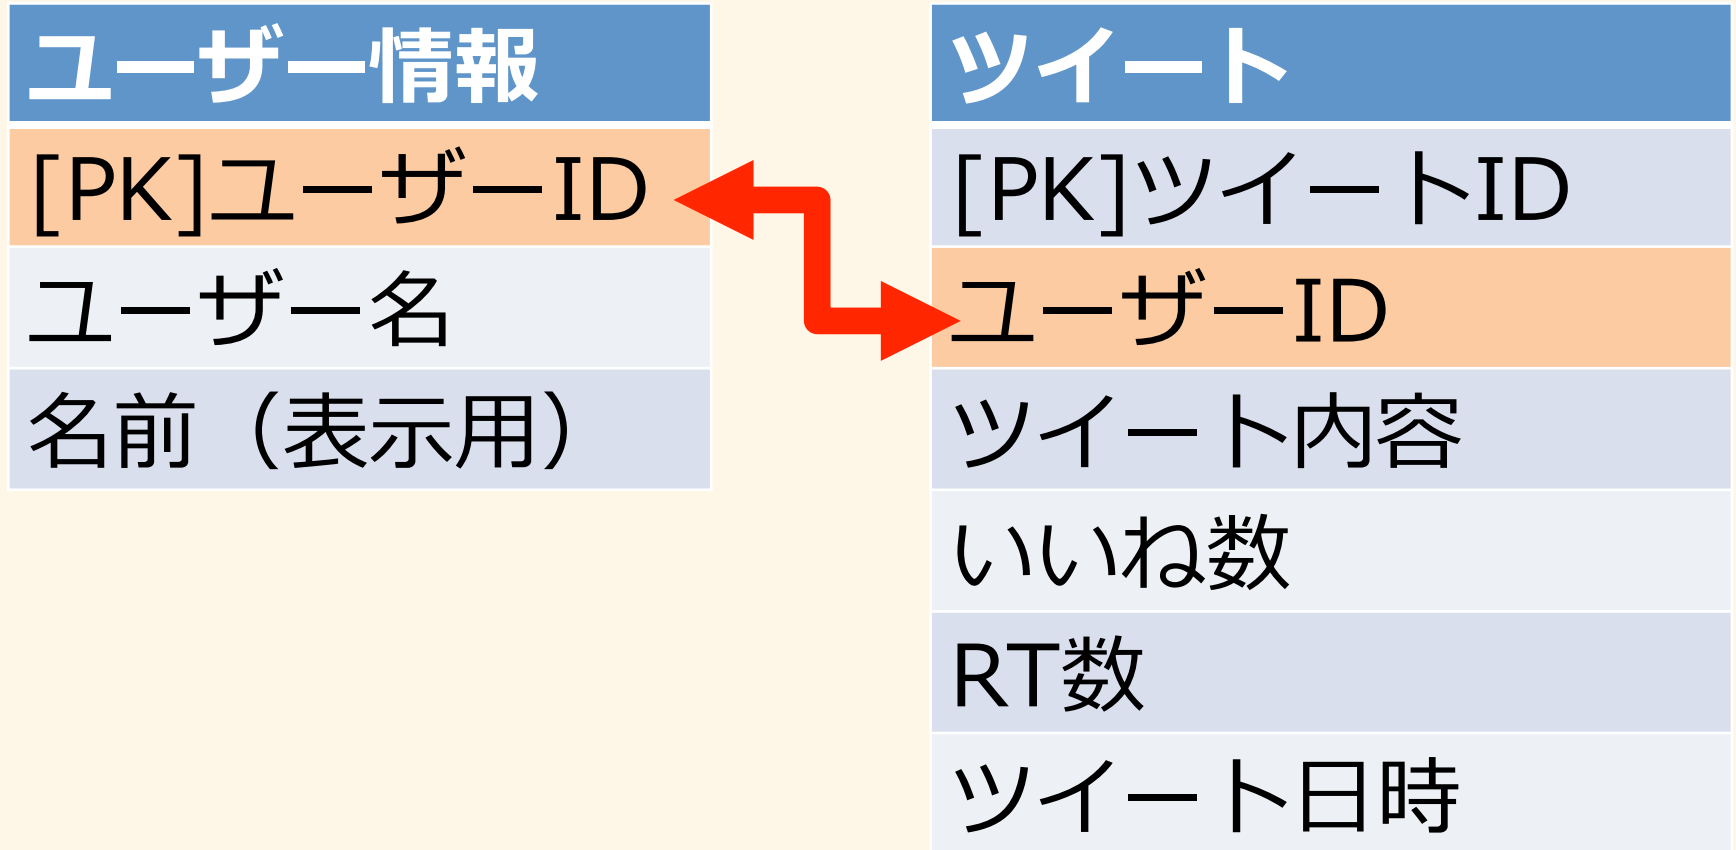 ユーザー情報
[PK]ユーザーID
ユーザー名
名前（表示用）
ツイート
[PK]ツイートID
ユーザーID
ツイート内容
いいね数
RT数
ツイート日時